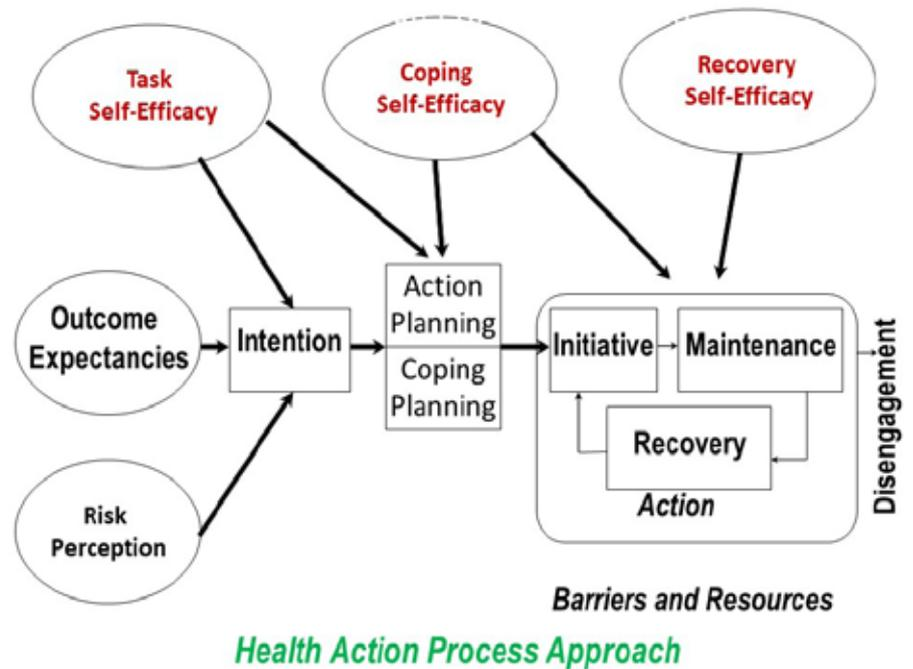 Task
Self-Efficacy
Coping
Self-Efficacy
Recovery
Self-Efficacy
Outcome
Expectancies
Intention
Action
Planning
Coping
Planning
Initiative
Maintenance
Recovery
Action
Disengagement
Risk
Perception
Barriers and Resources
Health Action Process Approach